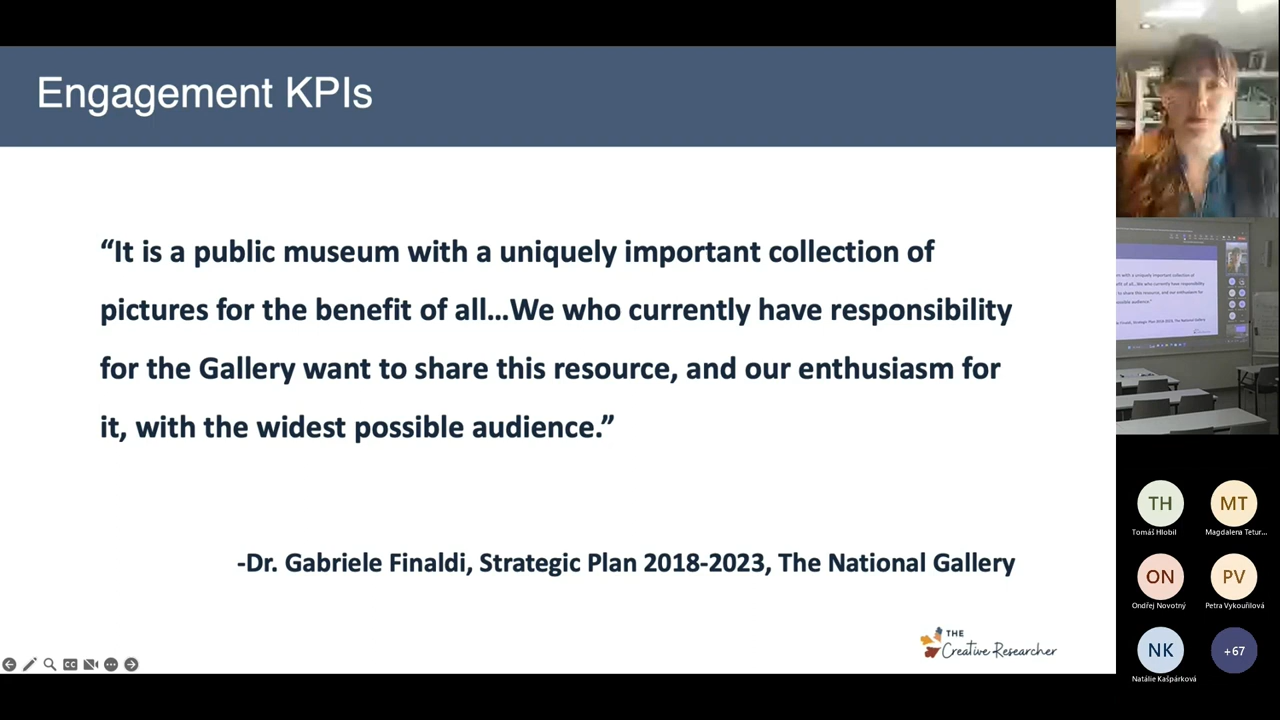 Engagement KPIs
“It is a public museum with a uniquely important collection of
pictures for the benefit of all...We who currently have responsibility
for the Gallery want to share this resource, and our enthusiasm for
it, with the widest possible audience.”
-Dr. Gabriele Finaldi, Strategic Plan 2018-2023, The National Gallery
THE
Creative Researcher
CC
TH
Tomáš Hlobil
MT
Magdalena Tetur...
ON
Ondřej Novotný
PV
Petra Vykouřilová
NK
Natálie Kašpárková
+67